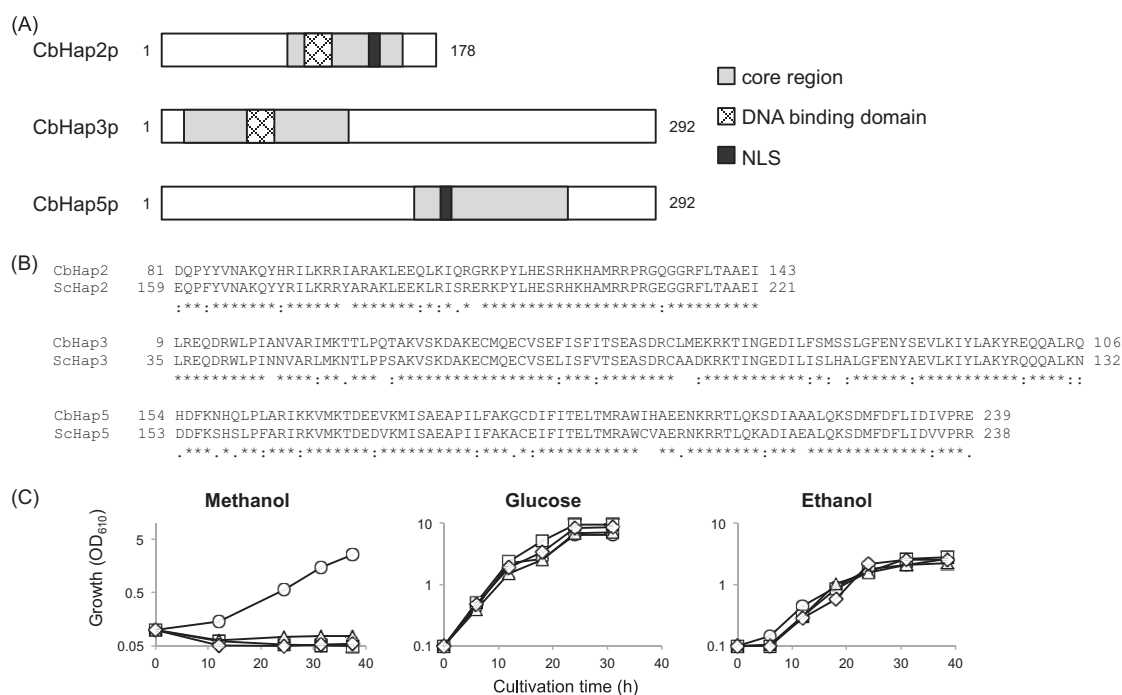 (A)
CbHap2p 1 178
CbHap3p 1 292
CbHap5p 1 292
core region
DNA binding domain
NLS
(B)
CbHap2 81 DQPYYVNAKQYHRILKRRIARAKLEEQLKIQRGRKPYLHESRHKHAMRRPRGQGGRFLTAAEI 143
ScHap2 159 EQPFYVNAKQYYRILKRRYARAKLEEKLRISRERKPYLHESRHKHAMRRPRGEGGRFLTAAEI 221
:**:*******:****** *******:*:*.* ********************:**********
CbHap3 9 LREQDRWLPIANVARIMKTTLPQTAKVSKDAKECMQECVSEFISFITSEASDRCLMEKRKTINGEDILFSMSSLGFENYSEVLKIYLAKYREQQALRQ 106
ScHap3 35 LREQDRWLPINNVARLMKNTLPPSAKVSKDAKECMQECVSELISFVTSEASDRCAADKRKTINGEDILISLHALGFENYAEVLKIYLAKYRQQQALKN 132
********** ****:**.*** :*****************:***:******** :***********:*: :******:***********:****::
CbHap5 154 HDFKNHQLPLARIKKVMKTDEEVKMISAEAPILFAKGCDIFITELTMRAWIHAEENKRRTLQKSDIAAALQKSDMFDFLIDIVPRE 239
ScHap5 153 DDFKSHSLPFARIRKVMKTDEDVKMISAEAPIIFAKACEIFITELTMRAWCVAERNKRRTLQKADIAEALQKSDMFDFLIDVVPRR 238
.***.*.**:***:*******:**********:***.*:*********** **.********:*** *************:***.
(C)
Methanol
Glucose
Ethanol
Growth (OD610)
5
0.5
0.05
0 10 20 30 40
10
1
0.1
0 10 20 30 40
10
1
0.1
0 10 20 30 40
Cultivation time (h)